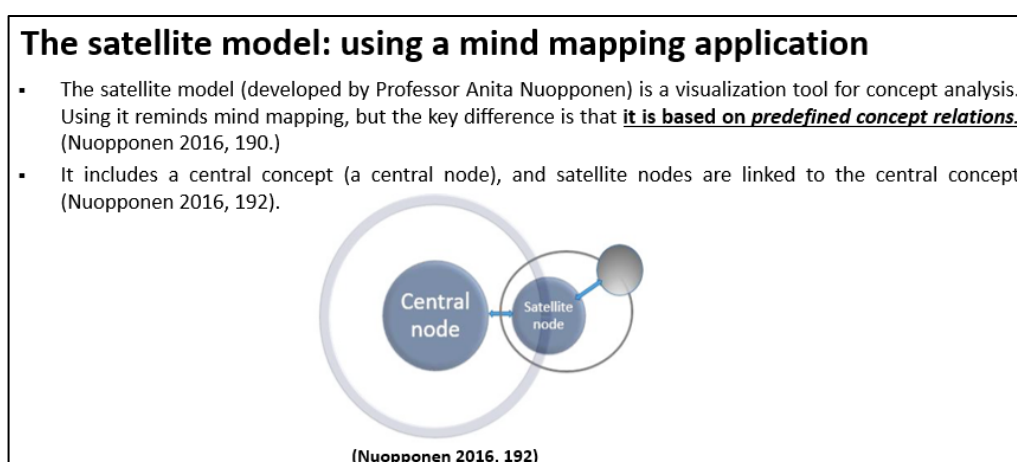 The satellite model: using a mind mapping application
▪ The satellite model (developed by Professor Anita Nuopponen) is a visualization tool for concept analysis.
Using it reminds mind mapping, but the key difference is that it is based on predefined concept relations.
(Nuopponen 2016, 190.)
▪ It includes a central concept (a central node), and satellite nodes are linked to the central concept
(Nuopponen 2016, 192).
Central
node
Satellite
node
(Nuopponen 2016, 192)